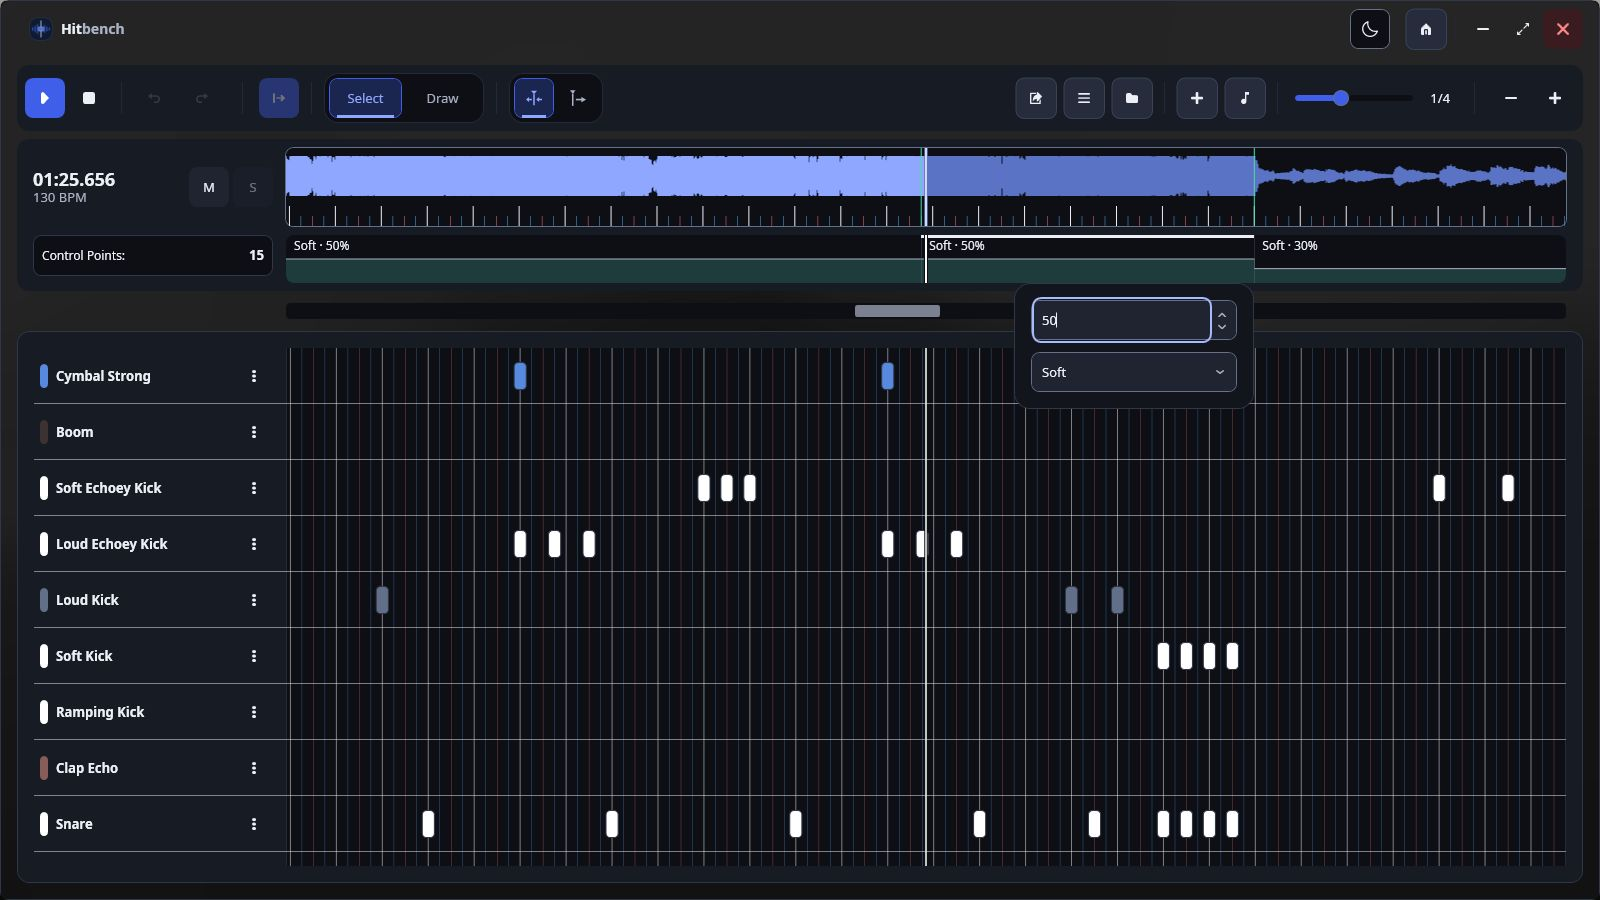 Hitbench
Select
Draw
1/4
01:25.656
130 BPM
M
S
Control Points:
15
Soft · 50%
Soft · 50%
Soft · 30%
50
Soft
Cymbal Strong
Boom
Soft Echoey Kick
Loud Echoey Kick
Loud Kick
Soft Kick
Ramping Kick
Clap Echo
Snare